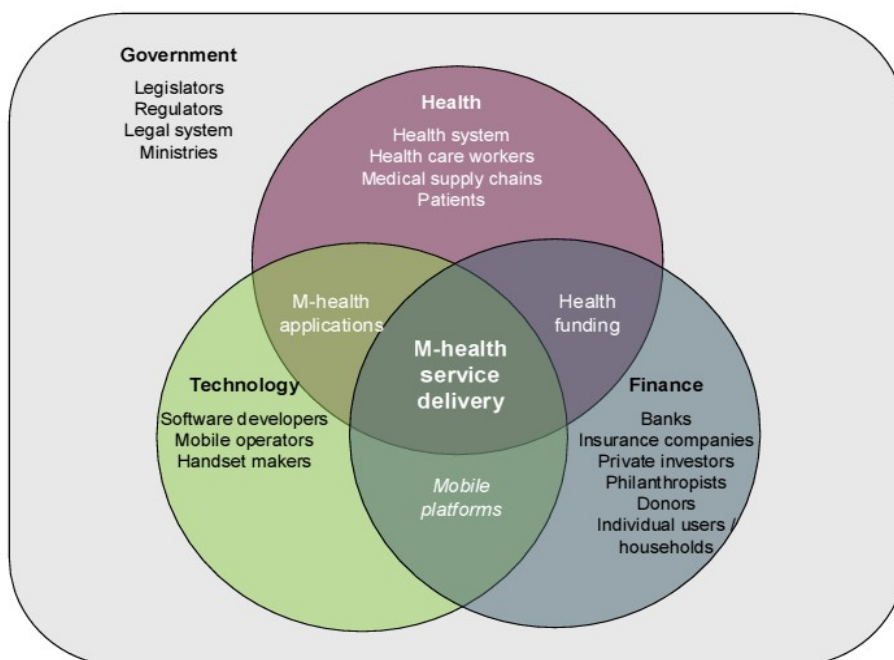 Government
Legislators
Regulators
Legal system
Ministries
Health
Health system
Health care workers
Medical supply chains
Patients
M-health
applications
Health
funding
M-health
service
delivery
Technology
Software developers
Mobile operators
Handset makers
Finance
Banks
Insurance companies
Private investors
Philanthropists
Donors
Individual users /
households
Mobile
platforms